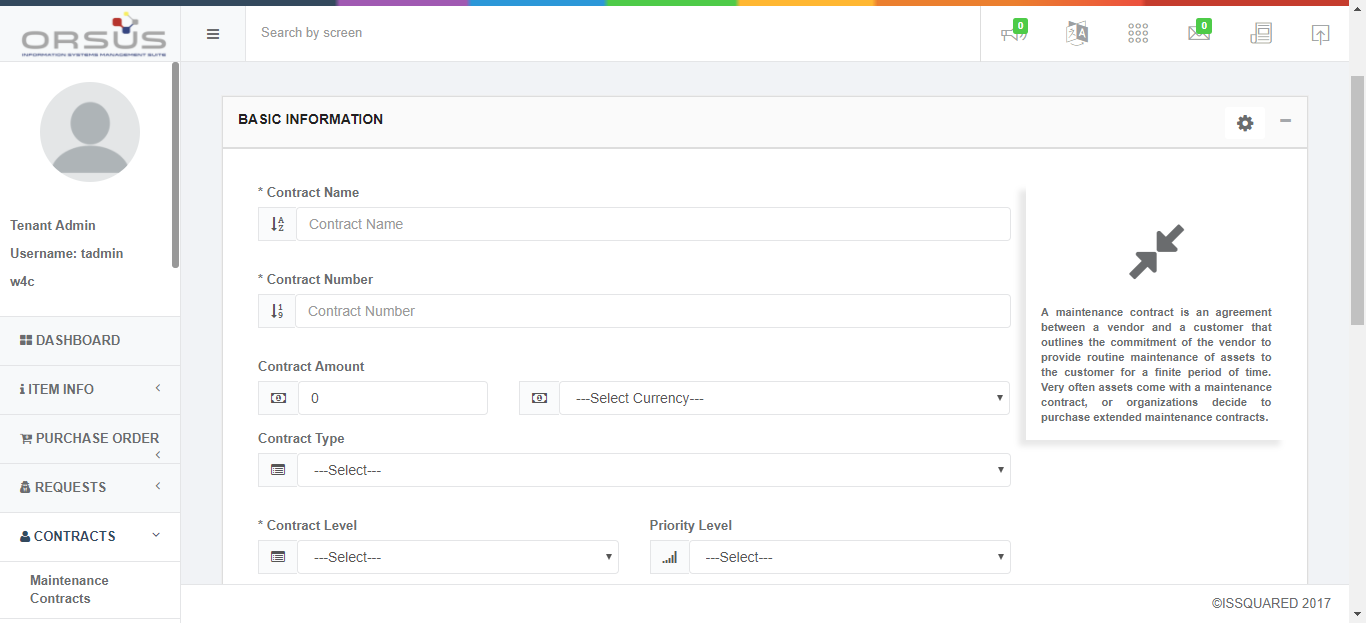 ORSUS
INFORMATION SYSTEMS MANAGEMENT SUITE
Search by screen
0
0
Tenant Admin
Username: tadmin
w4c
DASHBOARD
ITEM INFO
PURCHASE ORDER
REQUESTS
CONTRACTS
Maintenance
Contracts
BASIC INFORMATION
* Contract Name
Contract Name
* Contract Number
Contract Number
Contract Amount
0
---Select Currency---
Contract Type
---Select---
* Contract Level
Priority Level
---Select---
---Select---
A maintenance contract is an agreement
between a vendor and a customer that
outlines the commitment of the vendor to
provide routine maintenance of assets to
the customer for a finite period of time.
Very often assets come with a maintenance
contract, or organizations decide to
purchase extended maintenance contracts.
©ISSQUARED 2017